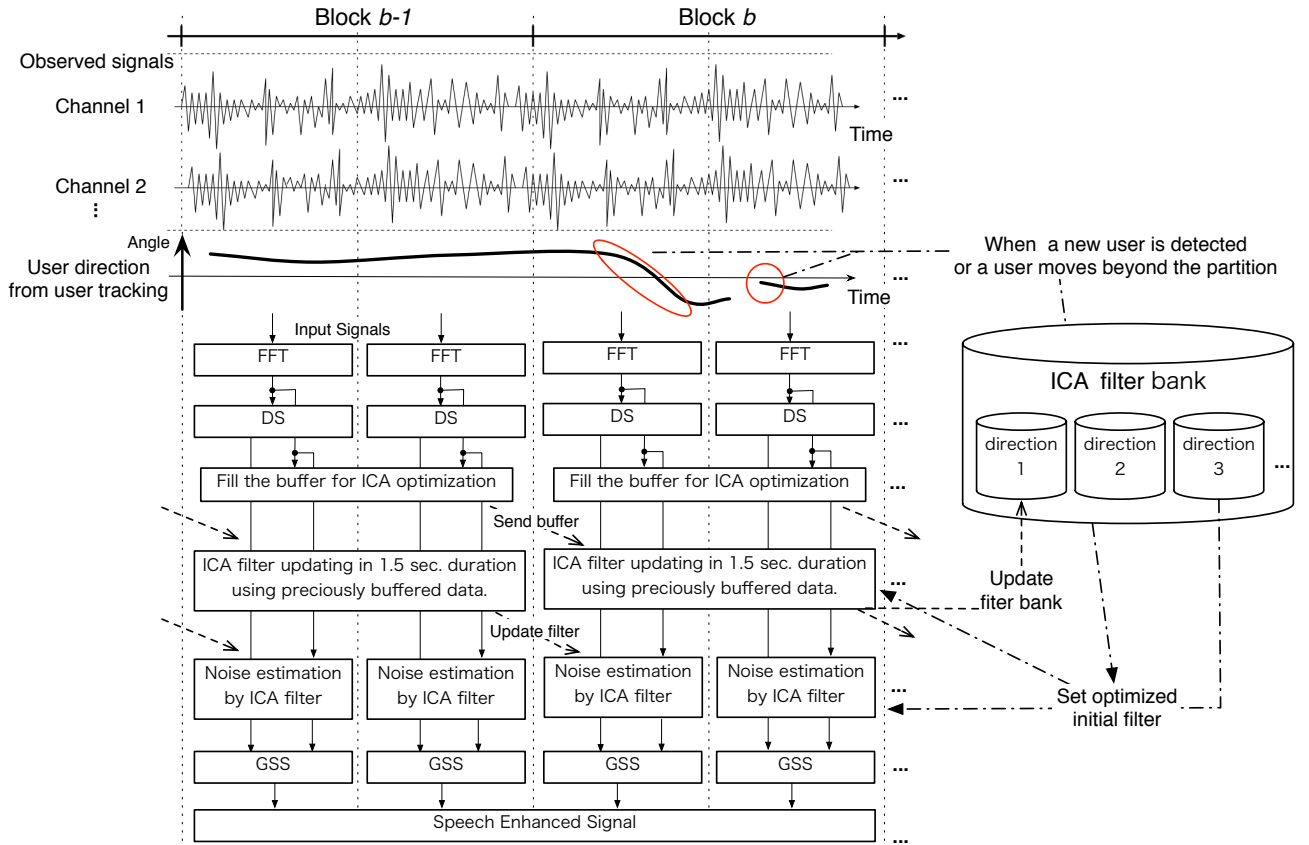 Block b-1
Block b
Observed signals
Channel 1
...
Time
Channel 2
...
...
Angle
User direction
from user tracking
...
Time
When a new user is detected
or a user moves beyond the partition
Input Signals
FFT
FFT
FFT
FFT
...
DS
DS
DS
DS
...
Fill the buffer for ICA optimization
Fill the buffer for ICA optimization
...
Send buffer
ICA filter updating in 1.5 sec. duration
using preciously buffered data.
ICA filter updating in 1.5 sec. duration
using preciously buffered data.
...
Update filter
Noise estimation
by ICA filter
Noise estimation
by ICA filter
Noise estimation
by ICA filter
Noise estimation
by ICA filter
...
GSS
GSS
GSS
GSS
...
Speech Enhanced Signal
...
ICA filter bank
direction
1
direction
2
direction
3
...
Update
fiter bank
Set optimized
initial filter